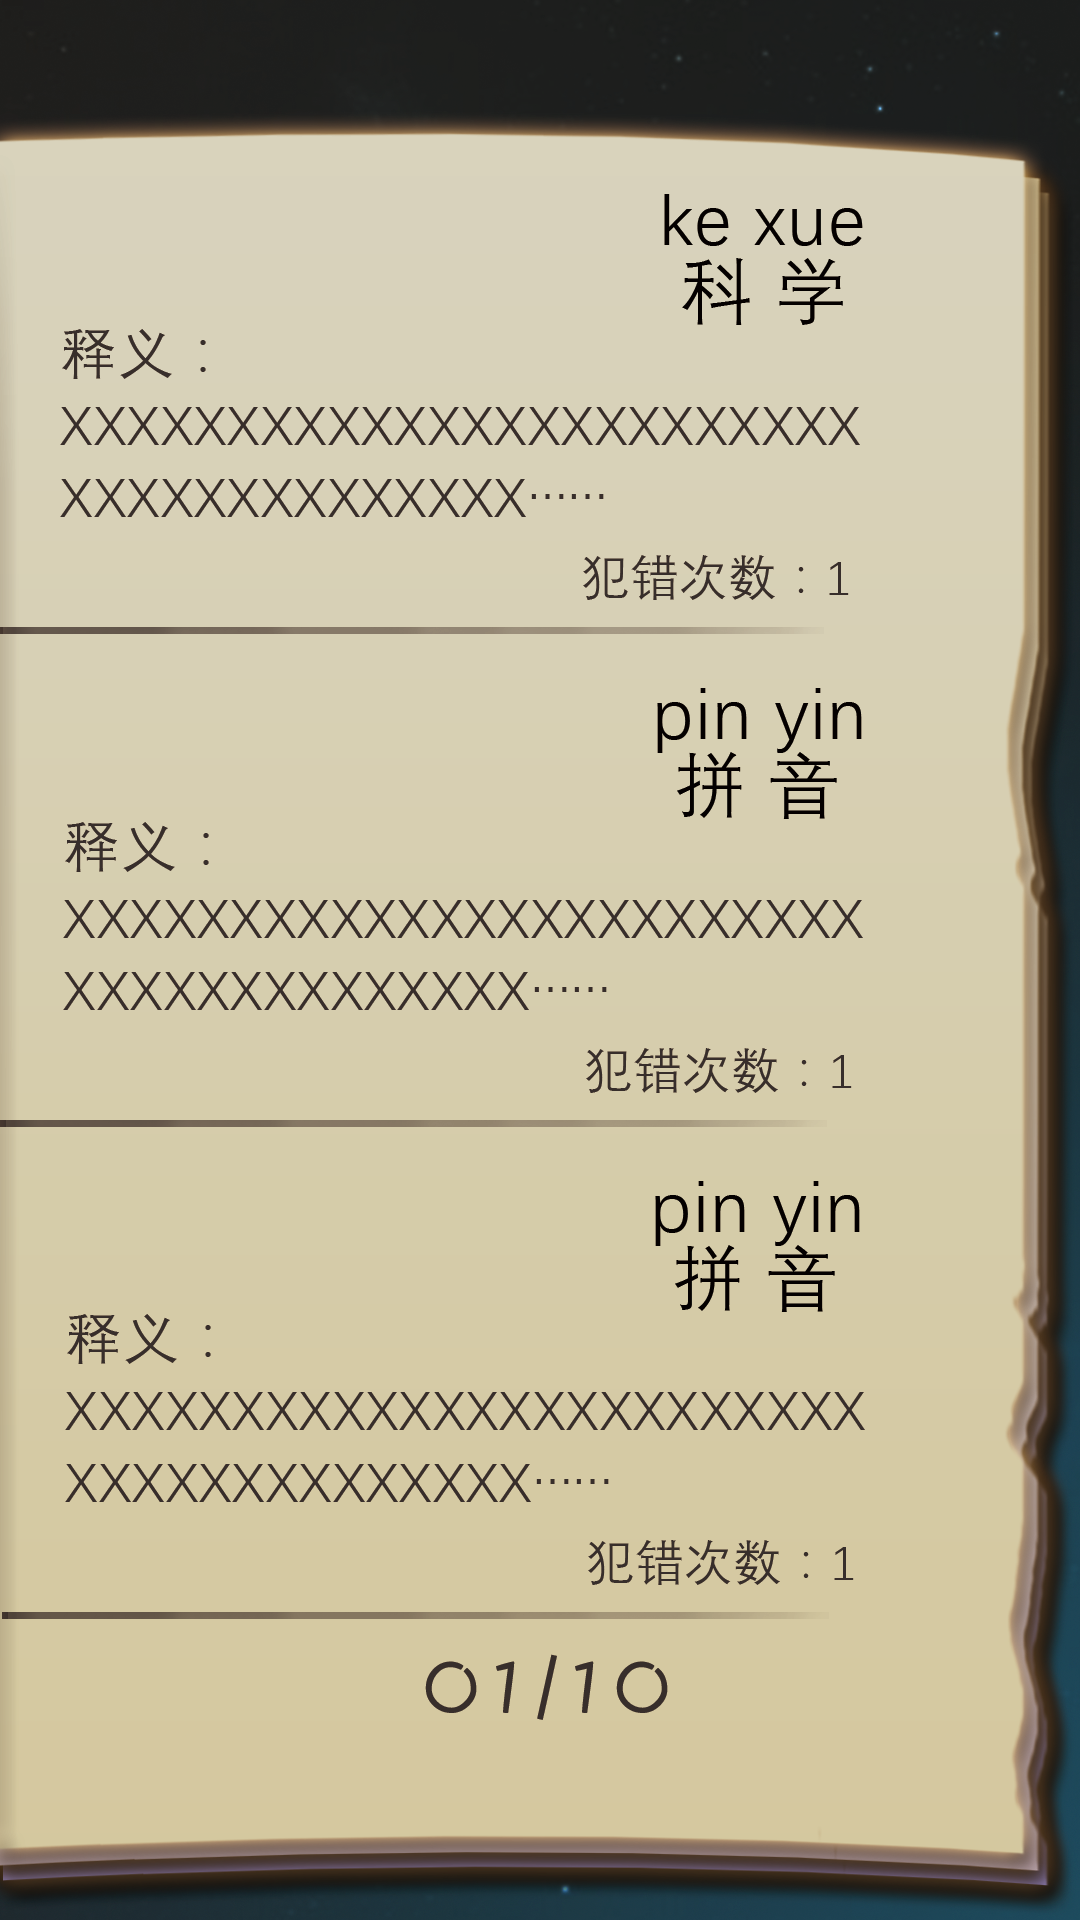 ke xue
科 学
释义：
XXXXXXXXXXXXXXXXXXXXXXXX
XXXXXXXXXXXXXX……
犯错次数：1
pin yin
拼 音
释义：
XXXXXXXXXXXXXXXXXXXXXXXX
XXXXXXXXXXXXXX……
犯错次数：1
pin yin
拼 音
释义：
XXXXXXXXXXXXXXXXXXXXXXXX
XXXXXXXXXXXXXX……
犯错次数：1
01/10